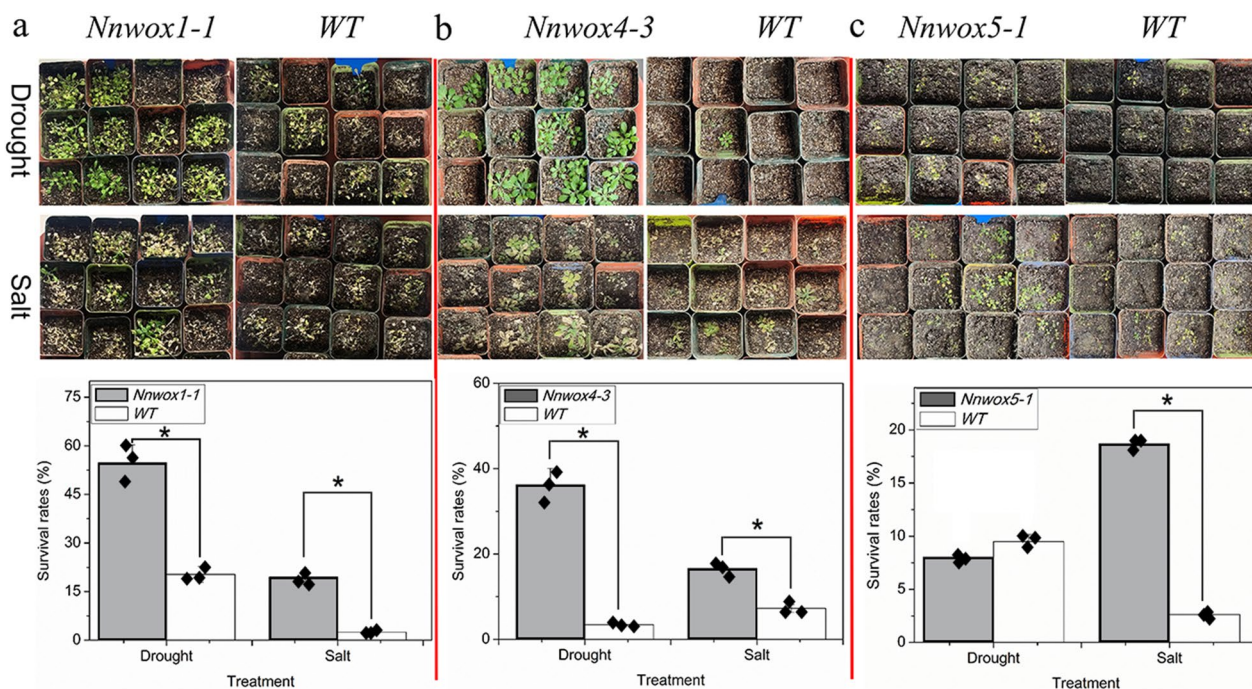 a Nnwox1-1 WT b Nnwox4-3 WT c Nnwox5-1 WT
Drought
Salt
Nnwox1-1
WT
*
*
75
60
45
30
15
0
Survival rates (%)
Drought Salt
Treatment
Nnwox4-3
WT
*
*
60
40
20
0
Survival rates (%)
Drought Salt
Treatment
Nnwox5-1
WT
*
20
15
10
5
0
Survival rates (%)
Drought Salt
Treatment